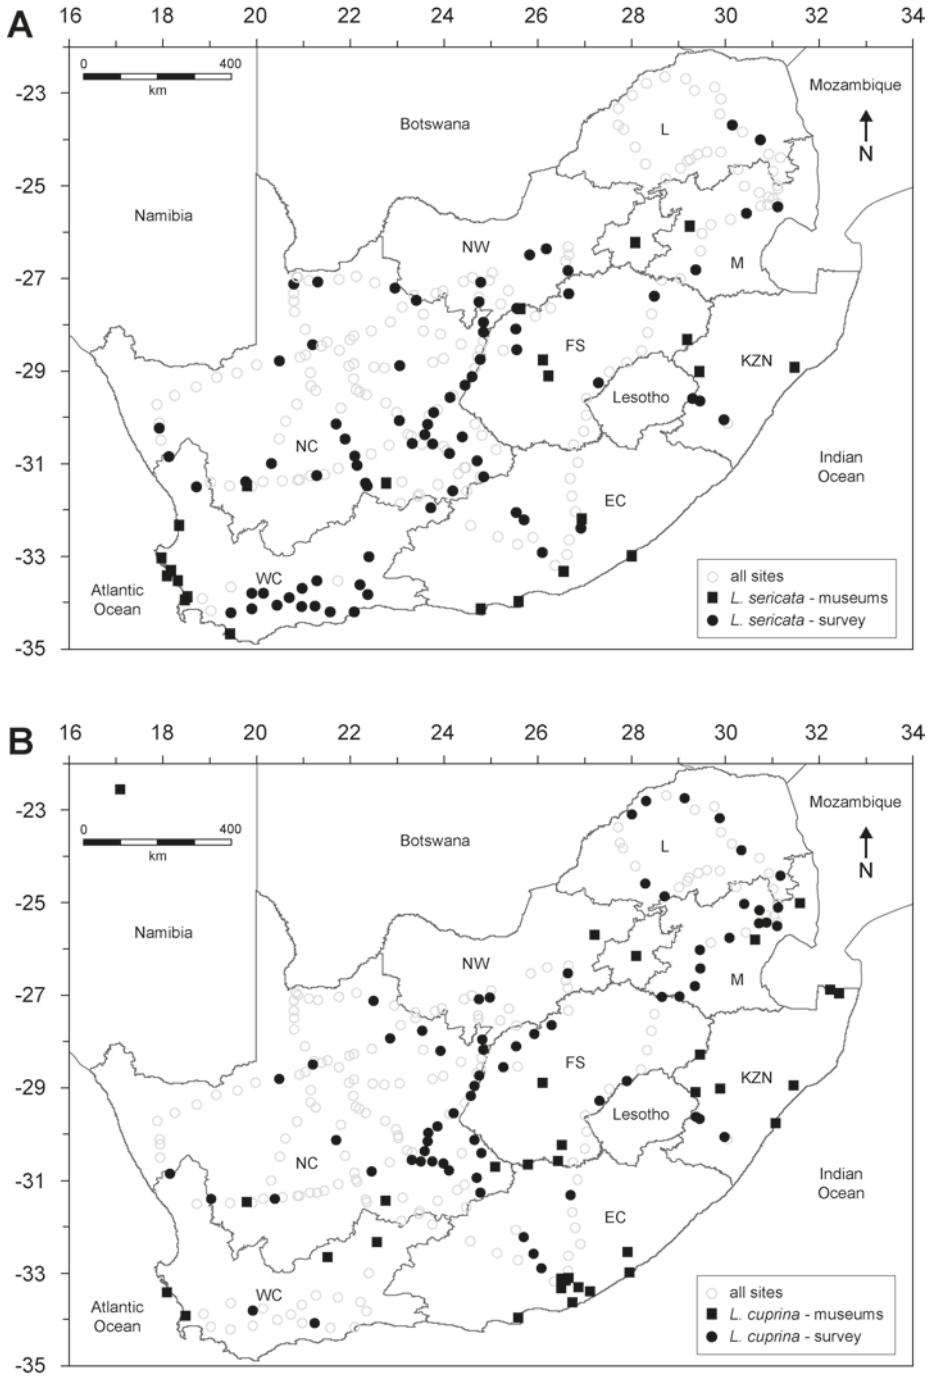 16 18 20 22 24 26 28 30 32 34
A
-23
-25
-27
-29
-31
-33
-35
0 400
km
Mozambique
N
Botswana
Namibia
L
NW
M
FS
KZN
Lesotho
NC
Indian
Ocean
EC
WC
Atlantic
Ocean
all sites
L. sericata - museums
L. sericata - survey
16 18 20 22 24 26 28 30 32 34
B
-23
-25
-27
-29
-31
-33
-35
0 400
km
Mozambique
N
Botswana
Namibia
L
NW
M
FS
KZN
Lesotho
NC
Indian
Ocean
EC
WC
Atlantic
Ocean
all sites
L. cuprina - museums
L. cuprina - survey